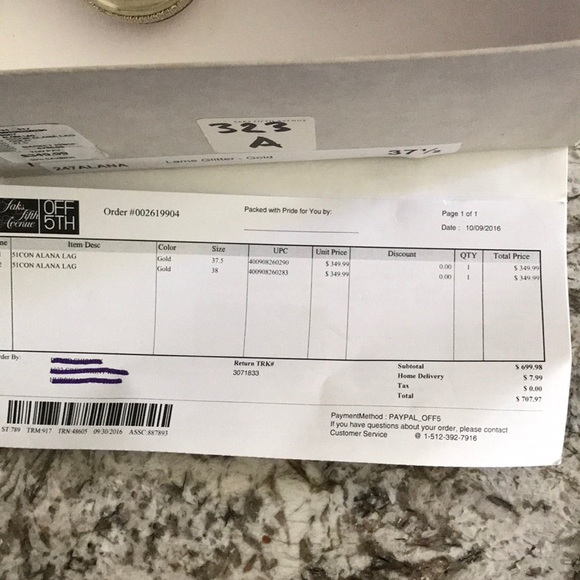 323
A
$349.99
247ALANA
Lame Glitter - Gold
37½
Saks Fifth Avenue OFF 5TH
Order #002619904
Packed with Pride for You by:
Page 1 of 1
Date : 10/09/2016
Item Desc Color Size UPC Unit Price Discount QTY Total Price
51CON ALANA LAG Gold 37.5 400908260290 $ 349.99 0.00 1 $ 349.99
2 51CON ALANA LAG Gold 38 400908260283 $ 349.99 0.00 1 $ 349.99
der By:
Return TRK#
3071833
Subtotal $ 699.98
Home Delivery $ 7.99
Tax $ 0.00
Total $ 707.97
ST:789 TRM:917 TRN:48605 09/30/2016 ASSC:887893
PaymentMethod : PAYPAL_OFF5
If you have questions about your order, please contact
Customer Service @ 1-512-392-7916